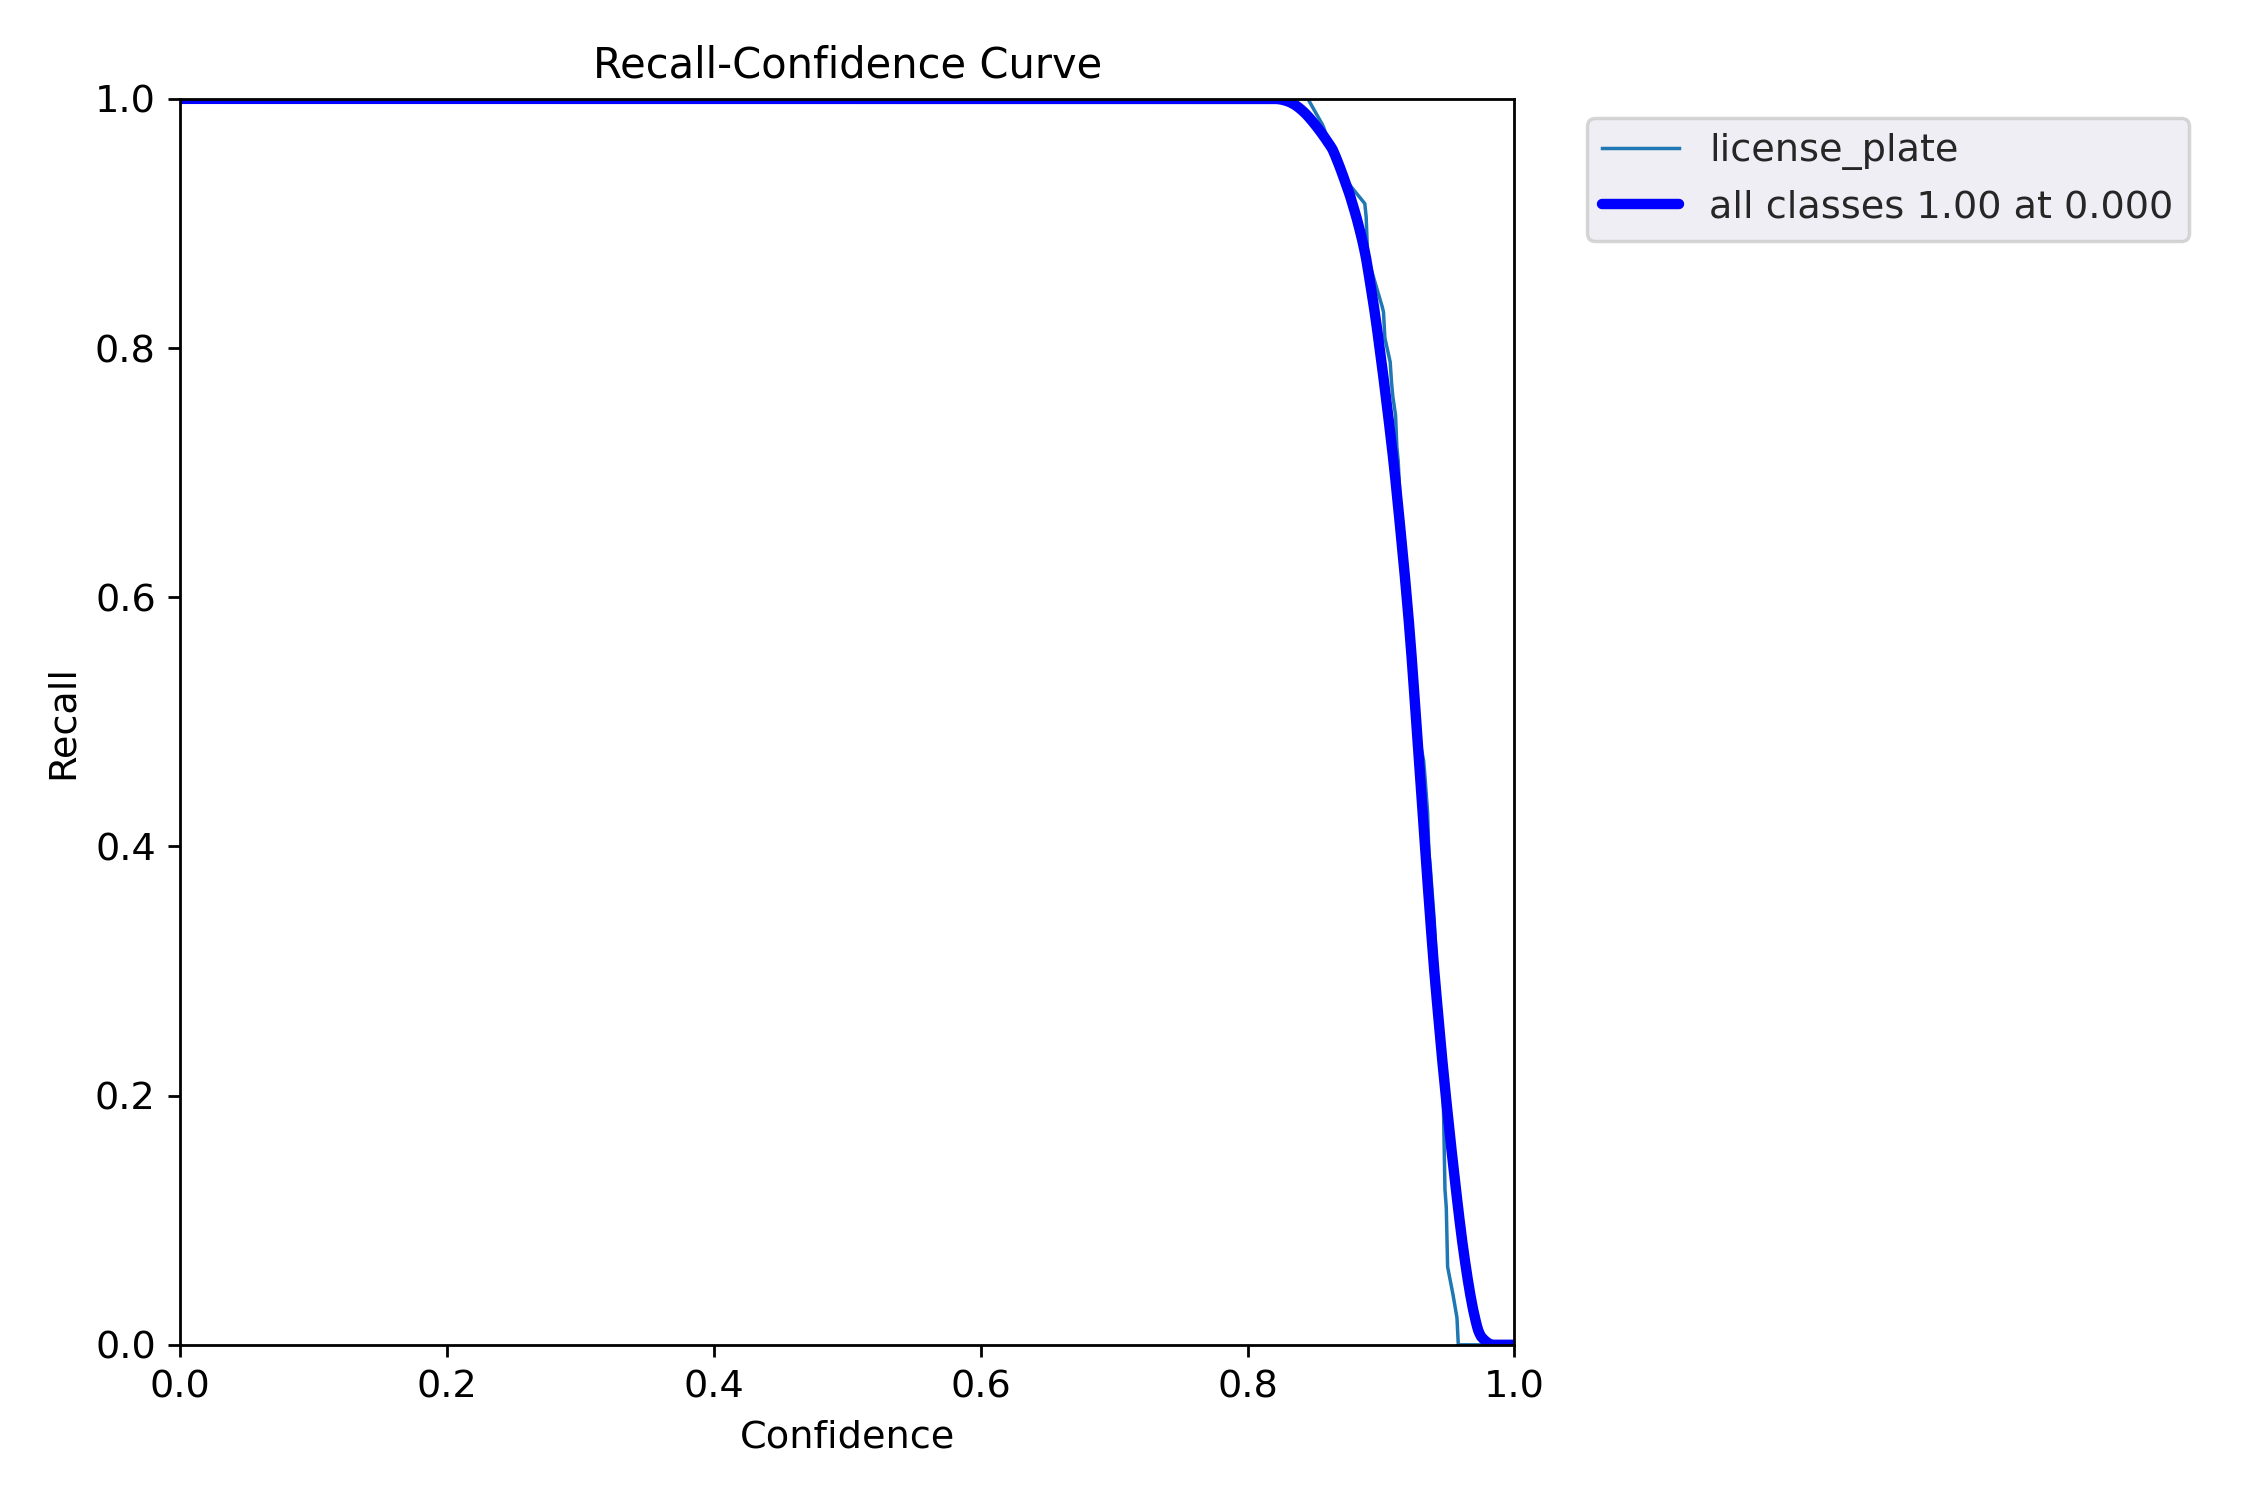 Recall-Confidence Curve
1.0
0.8
0.6
0.4
0.2
0.0
Recall
0.0 0.2 0.4 0.6 0.8 1.0
Confidence
license_plate
all classes 1.00 at 0.000